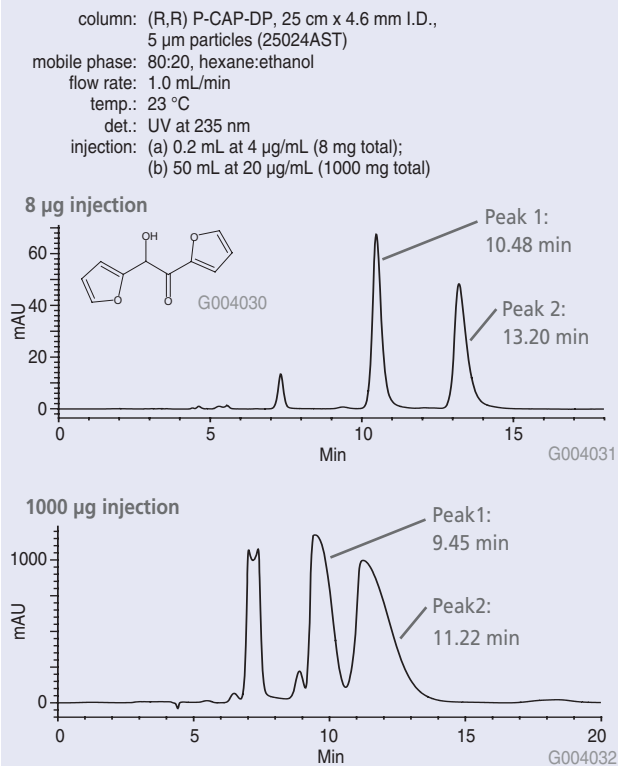 column: (R,R) P-CAP-DP, 25 cm x 4.6 mm I.D.,
5 µm particles (25024AST)
mobile phase: 80:20, hexane:ethanol
flow rate: 1.0 mL/min
temp.: 23 °C
det.: UV at 235 nm
injection: (a) 0.2 mL at 4 µg/mL (8 mg total);
(b) 50 mL at 20 µg/mL (1000 mg total)
8 µg injection
Peak 1:
10.48 min
OH
O
O
O
G004030
Peak 2:
13.20 min
mAU
60
40
20
0
0 5 10 15
Min
G004031
1000 µg injection
Peak1:
9.45 min
Peak2:
11.22 min
mAU
1000
0
0 5 10 15 20
Min
G004032